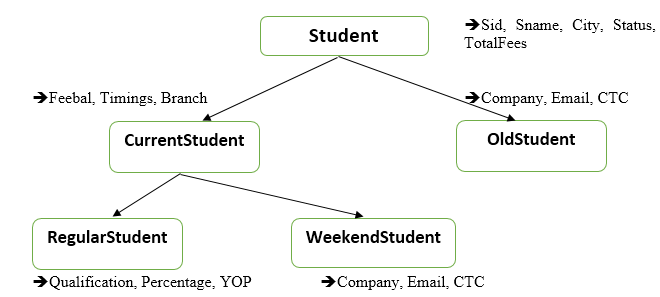 Student
➔Sid, Sname, City, Status,
TotalFees
➔Feebal, Timings, Branch
➔Company, Email, CTC
CurrentStudent
OldStudent
RegularStudent
WeekendStudent
➔Qualification, Percentage, YOP
➔Company, Email, CTC